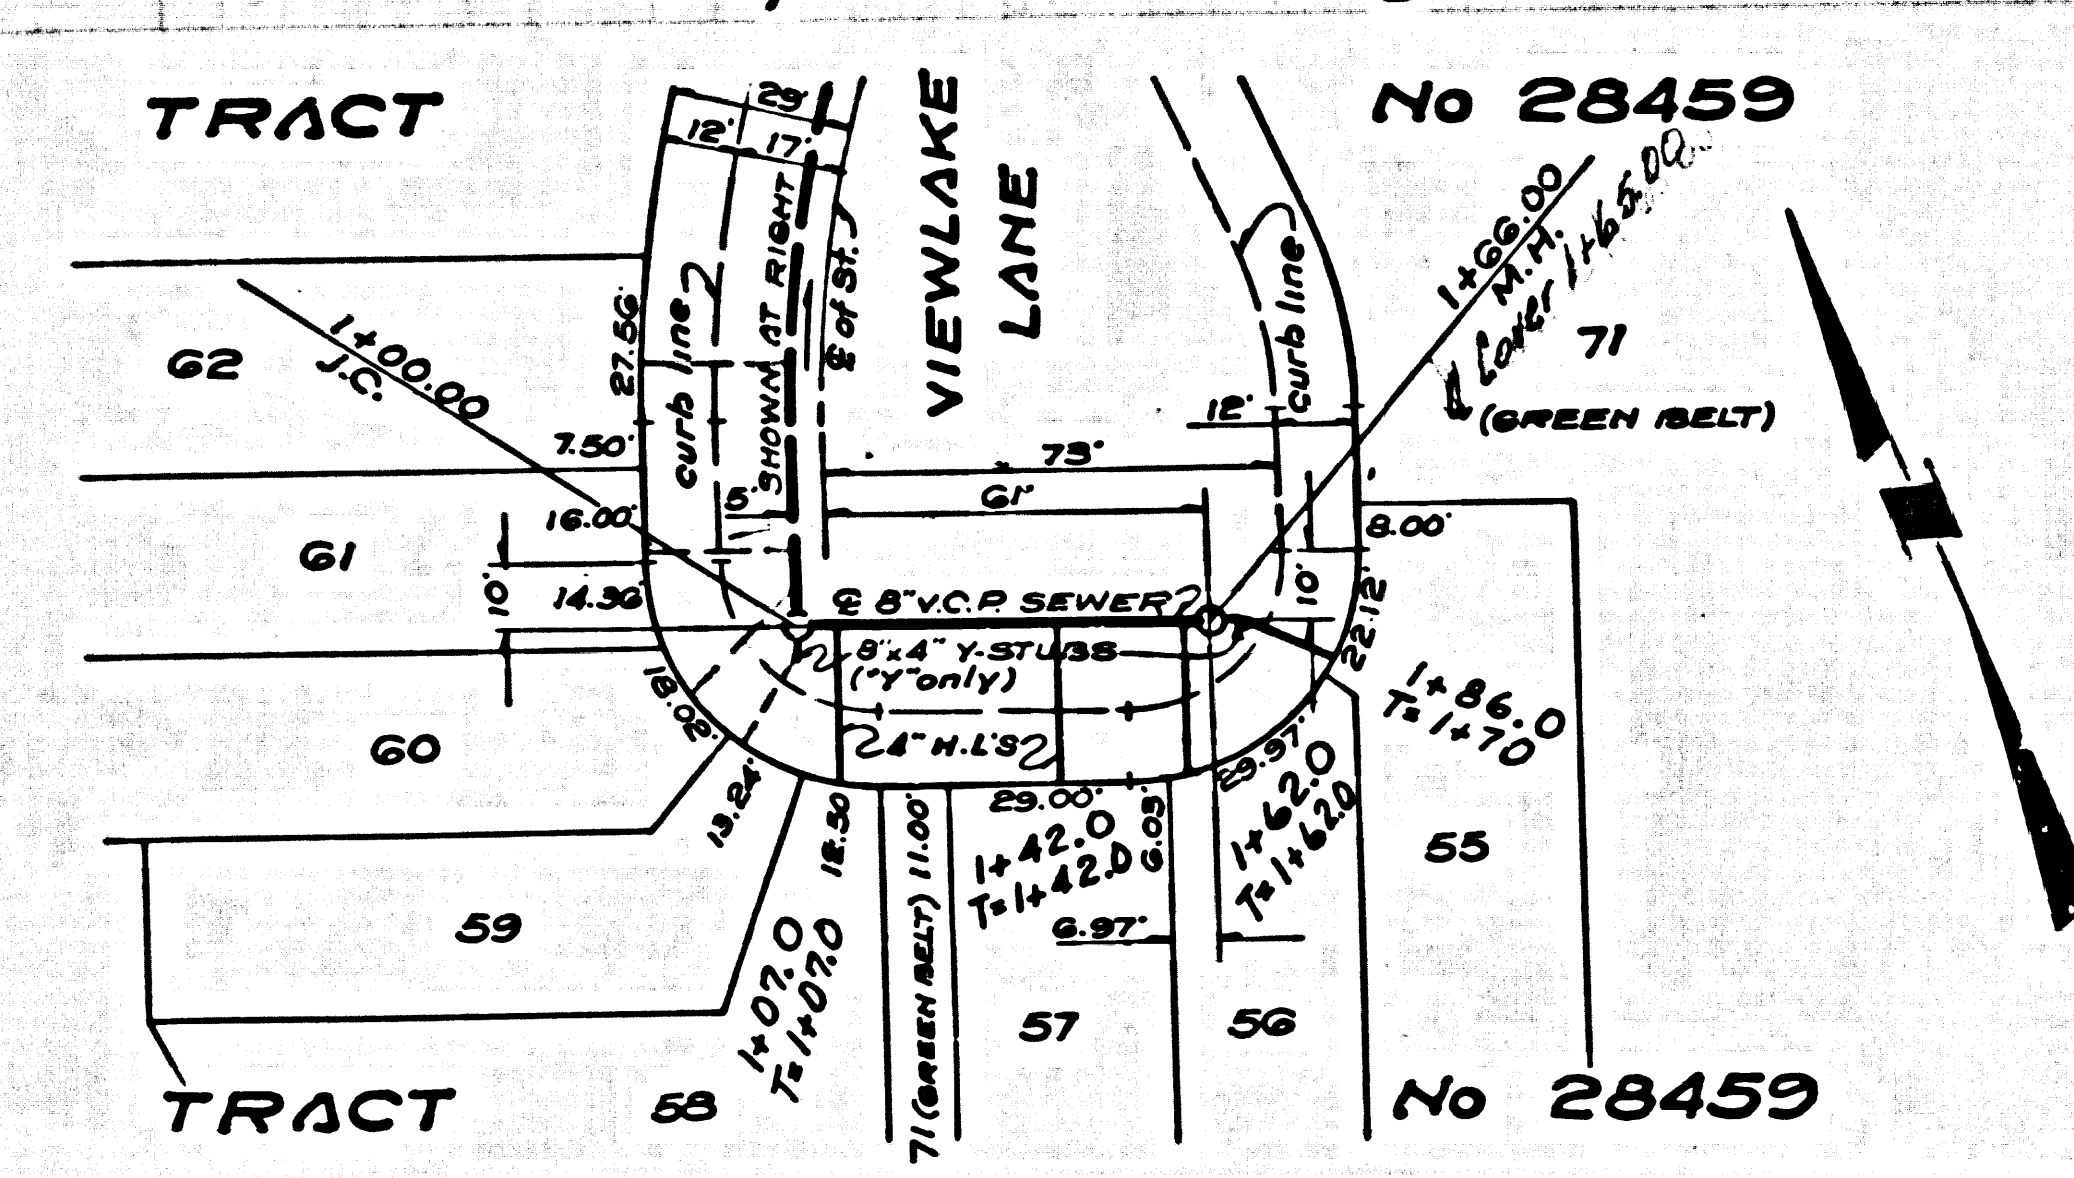 TRACT
No 28459
29'
12'
17'
VIEWLAKE
LANE
SHOWN AT RIGHT
℄ of St.
curb line
curb line
1+66.00
M.H.
Cover 1+65.00
71
(GREEN BELT)
62
1+00.00
J.C.
27.56'
7.50'
12'
73'
61'
5'
16.00'
8.00'
61
10'
14.36
℄ 8" V.C.P. SEWER
10'
22.12'
8"x4" Y-STUBS
("Y" only)
18.02'
4" H.L'S
1+86.0
T=1+70
60
13.24'
12.50
29.00'
6.03'
29.97'
1+42.0
T=1+42.0
1+62.0
T=1+62.0
55
59
6.97'
1+07.0
T=1+07.0
71 (GREEN BELT) 11.00'
57
56
58
TRACT
No 28459